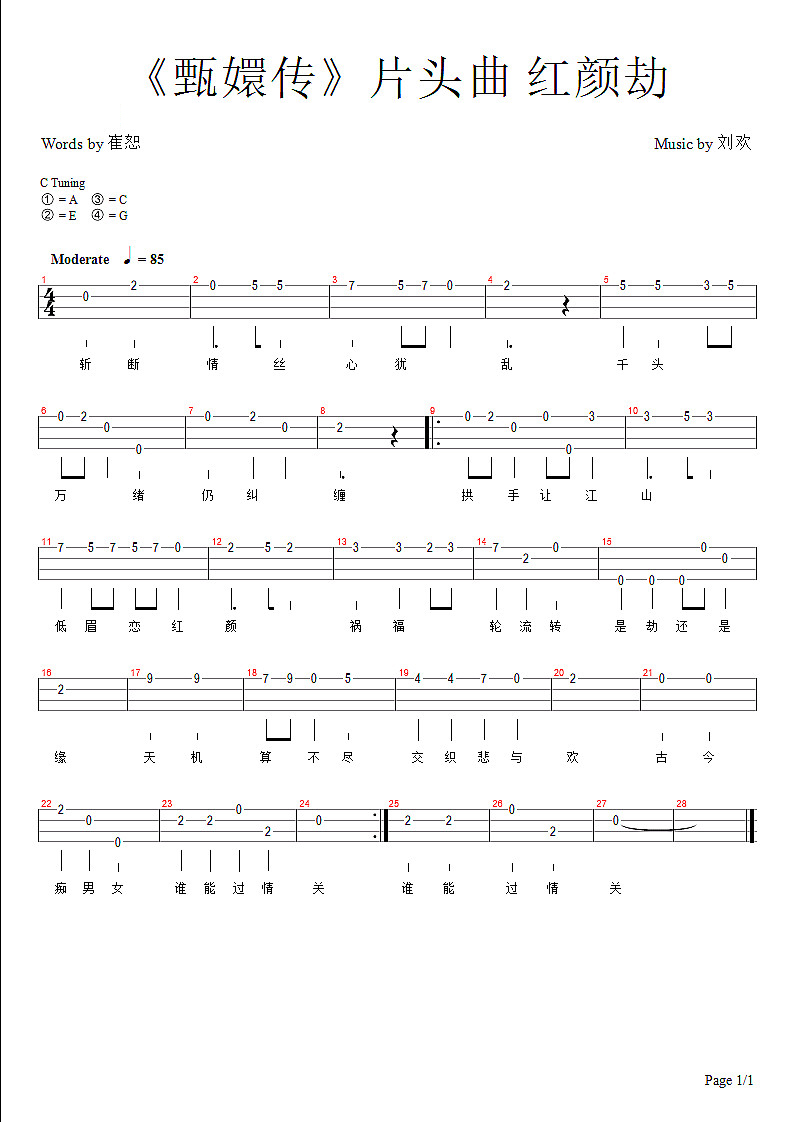 《甄嬛传》片头曲 红颜劫
Words by 崔恕 Music by 刘欢
C Tuning
① = A ③ = C
② = E ④ = G
Moderate ♩ = 85
1 2 3 4 5
4 4 0 2 0 5 5 7 5 7 0 2 5 5 3 5
斩 断 情 丝 心 犹 乱 千 头
6 7 8 9 10
0 2 0 0 0 2 0 2 0 2 0 0 0 3 3 5 3
万 绪 仍 纠 缠 拱 手 让 江 山
11 12 13 14 15
7 5 7 5 7 0 2 5 2 3 3 2 3 7 2 0 0 0 0 0 0
低 眉 恋 红 颜 祸 福 轮 流 转 是 劫 还 是
16 17 18 19 20 21
2 9 9 7 9 0 5 4 4 7 0 2 0 0
缘 天 机 算 不 尽 交 织 悲 与 欢 古 今
22 23 24 25 26 27 28
2 0 0 2 2 0 2 0 2 2 0 2 0
痴 男 女 谁 能 过 情 关 谁 能 过 情 关
Page 1/1